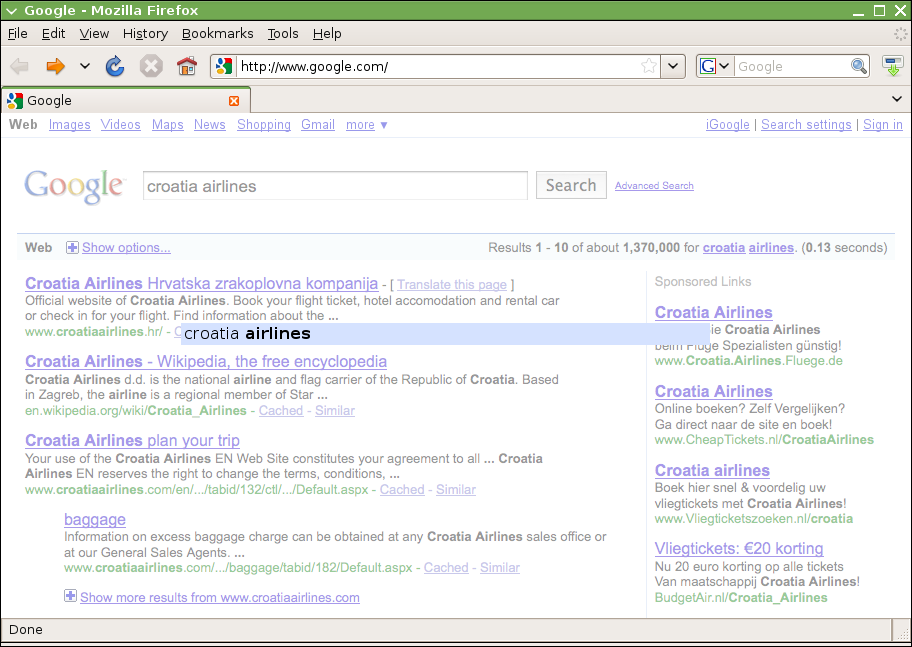 Google - Mozilla Firefox
File Edit View History Bookmarks Tools Help
http://www.google.com/
G Google
Google
Web Images Videos Maps News Shopping Gmail more ▼ iGoogle | Search settings | Sign in
Google croatia airlines Search Advanced Search
Web Show options... Results 1 - 10 of about 1,370,000 for croatia airlines. (0.13 seconds)
Croatia Airlines Hrvatska zrakoplovna kompanija - [ Translate this page ]
Official website of Croatia Airlines. Book your flight ticket, hotel accomodation and rental car
or check in for your flight. Find information about the ...
www.croatiaairlines.hr/ -
croatia airlines
Croatia Airlines - Wikipedia, the free encyclopedia
Croatia Airlines d.d. is the national airline and flag carrier of the Republic of Croatia. Based
in Zagreb, the airline is a regional member of Star ...
en.wikipedia.org/wiki/Croatia_Airlines - Cached - Similar
Croatia Airlines plan your trip
Your use of the Croatia Airlines EN Web Site constitutes your agreement to all ... Croatia
Airlines EN reserves the right to change the terms, conditions, ...
www.croatiaairlines.com/en/.../tabid/132/ctl/.../Default.aspx - Cached - Similar
baggage
Information on excess baggage charge can be obtained at any Croatia Airlines sales office or
at our General Sales Agents. ...
www.croatiaairlines.com/.../baggage/tabid/182/Default.aspx - Cached - Similar
Show more results from www.croatiaairlines.com
Sponsored Links
Croatia Airlines
Croatia Airlines
beim Flüge Spezialisten günstig!
www.Croatia.Airlines.Fluege.de
Croatia Airlines
Online boeken? Zelf Vergelijken?
Ga direct naar de site en boek!
www.CheapTickets.nl/CroatiaAirlines
Croatia airlines
Boek hier snel & voordelig uw
vliegtickets met Croatia Airlines!
www.Vliegticketszoeken.nl/croatia
Vliegtickets: €20 korting
Nu 20 euro korting op alle tickets
Van maatschappij Croatia Airlines!
BudgetAir.nl/Croatia_Airlines
Done